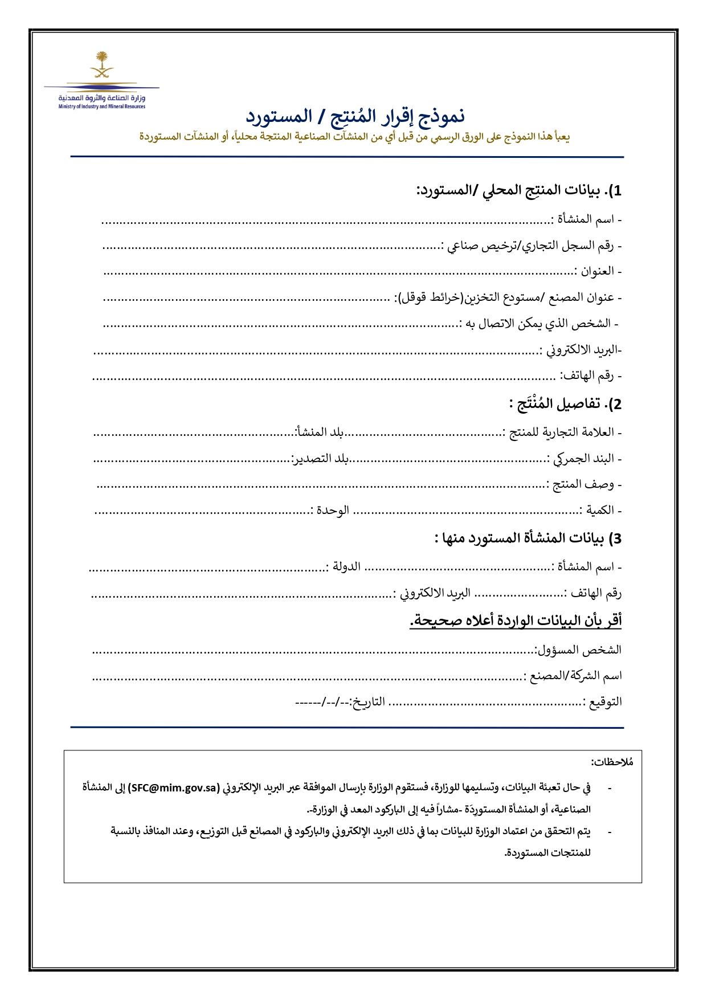 وزارة الصناعة والثروة المعدنية
Ministry of Industry and Mineral Resources
نموذج إقرار المُنتِج / المستورد
يعبأ هذا النموذج على الورق الرسمي من قبل أي من المنشآت الصناعية المنتجة محلياً، أو المنشآت المستوردة
1). بيانات المنتِج المحلي /المستورد:
- اسم المنشأة :..............................................................................................................................
- رقم السجل التجاري/ترخيص صناعي :...............................................................................................
- العنوان :....................................................................................................................................
- عنوان المصنع /مستودع التخزين(خرائط قوقل): ................................................................................
- الشخص الذي يمكن الاتصال به :...................................................................................................
-البريد الالكتروني :............................................................................................................................
- رقم الهاتف: .................................................................................................................................
2). تفاصيل المُنْتَج :
- العلامة التجارية للمنتج :............................................بلد المنشأ:........................................................
- البند الجمركي :.......................................................بلد التصدير:.......................................................
- وصف المنتج :.............................................................................................................................
- الكمية :............................................................... الوحدة :............................................................
3) بيانات المنشأة المستورد منها :
- اسم المنشأة :.................................................... الدولة :..................................................................
رقم الهاتف :......................... البريد الالكتروني :....................................................................................
أقر بأن البيانات الواردة أعلاه صحيحة.
الشخص المسؤول:...........................................................................................................................
اسم الشركة/المصنع :........................................................................................................................
التوقيع :...................................................... التاريخ:--/--/------
مُلاحظات:
- في حال تعبئة البيانات، وتسليمها للوزارة، فستقوم الوزارة بإرسال الموافقة عبر البريد الإلكتروني (SFC@mim.gov.sa) إلى المنشأة
الصناعية، أو المنشأة المستورِدَة -مشاراً فيه إلى الباركود المعد في الوزارة-.
- يتم التحقق من اعتماد الوزارة للبيانات بما في ذلك البريد الإلكتروني والباركود في المصانع قبل التوزيع، وعند المنافذ بالنسبة
للمنتجات المستوردة.